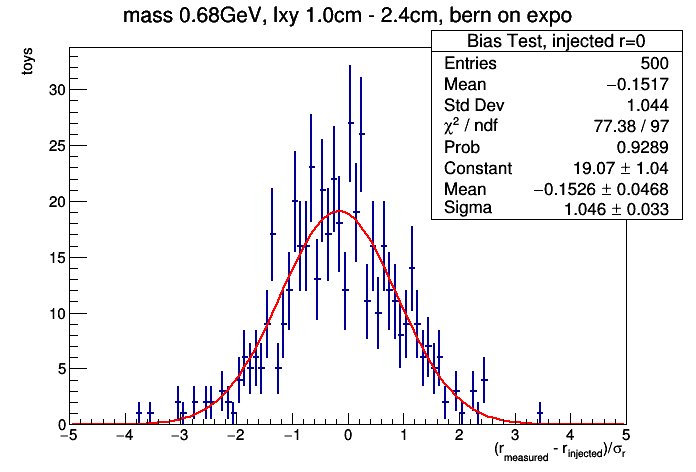 mass 0.68GeV, lxy 1.0cm - 2.4cm, bern on expo
Bias Test, injected r=0
Entries 500
Mean −0.1517
Std Dev 1.044
χ² / ndf 77.38 / 97
Prob 0.9289
Constant 19.07 ± 1.04
Mean −0.1526 ± 0.0468
Sigma 1.046 ± 0.033
toys
30
25
20
15
10
5
0
−5 −4 −3 −2 −1 0 1 2 3 4 5
(r_measured - r_injected)/σ_r